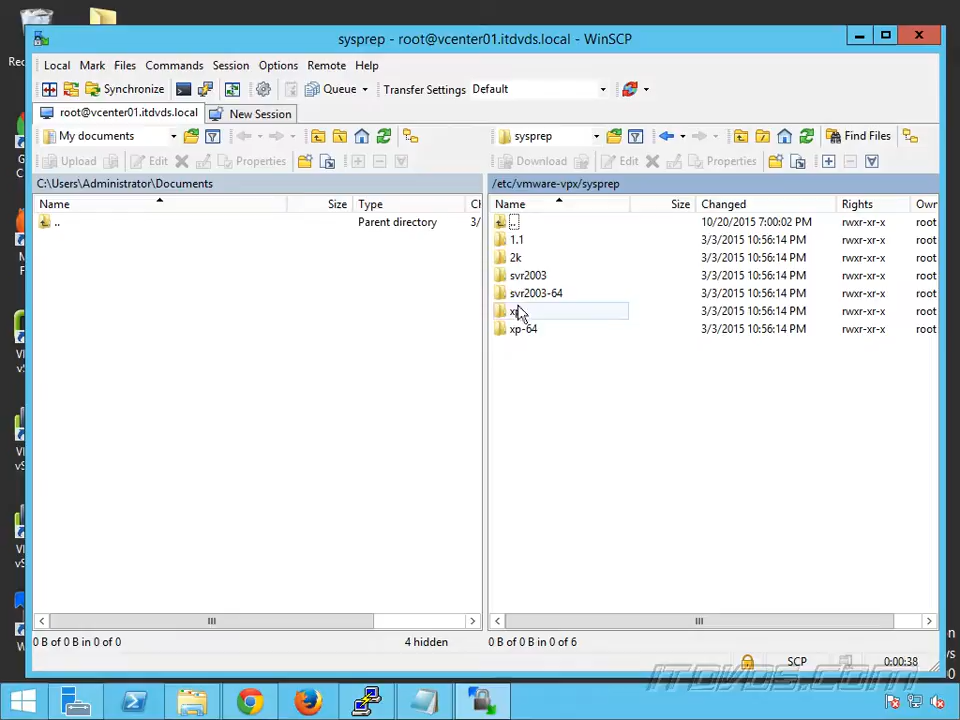 Rec
sysprep - root@vcenter01.itdvds.local - WinSCP
Local Mark Files Commands Session Options Remote Help
Synchronize Queue Transfer Settings Default
root@vcenter01.itdvds.local New Session
My documents sysprep Find Files
Upload Edit Properties Download Edit Properties
C:\Users\Administrator\Documents /etc/vmware-vpx/sysprep
Name Size Type Name Size Changed Rights
.. Parent directory 3/ .. 10/20/2015 7:00:02 PM rwxr-xr-x root
1.1 3/3/2015 10:56:14 PM rwxr-xr-x root
2k 3/3/2015 10:56:14 PM rwxr-xr-x root
svr2003 3/3/2015 10:56:14 PM rwxr-xr-x root
svr2003-64 3/3/2015 10:56:14 PM rwxr-xr-x root
xp 3/3/2015 10:56:14 PM rwxr-xr-x root
xp-64 3/3/2015 10:56:14 PM rwxr-xr-x root
0 B of 0 B in 0 of 0 4 hidden 0 B of 0 B in 0 of 6
SCP 0:00:38
ITDVDS.COM